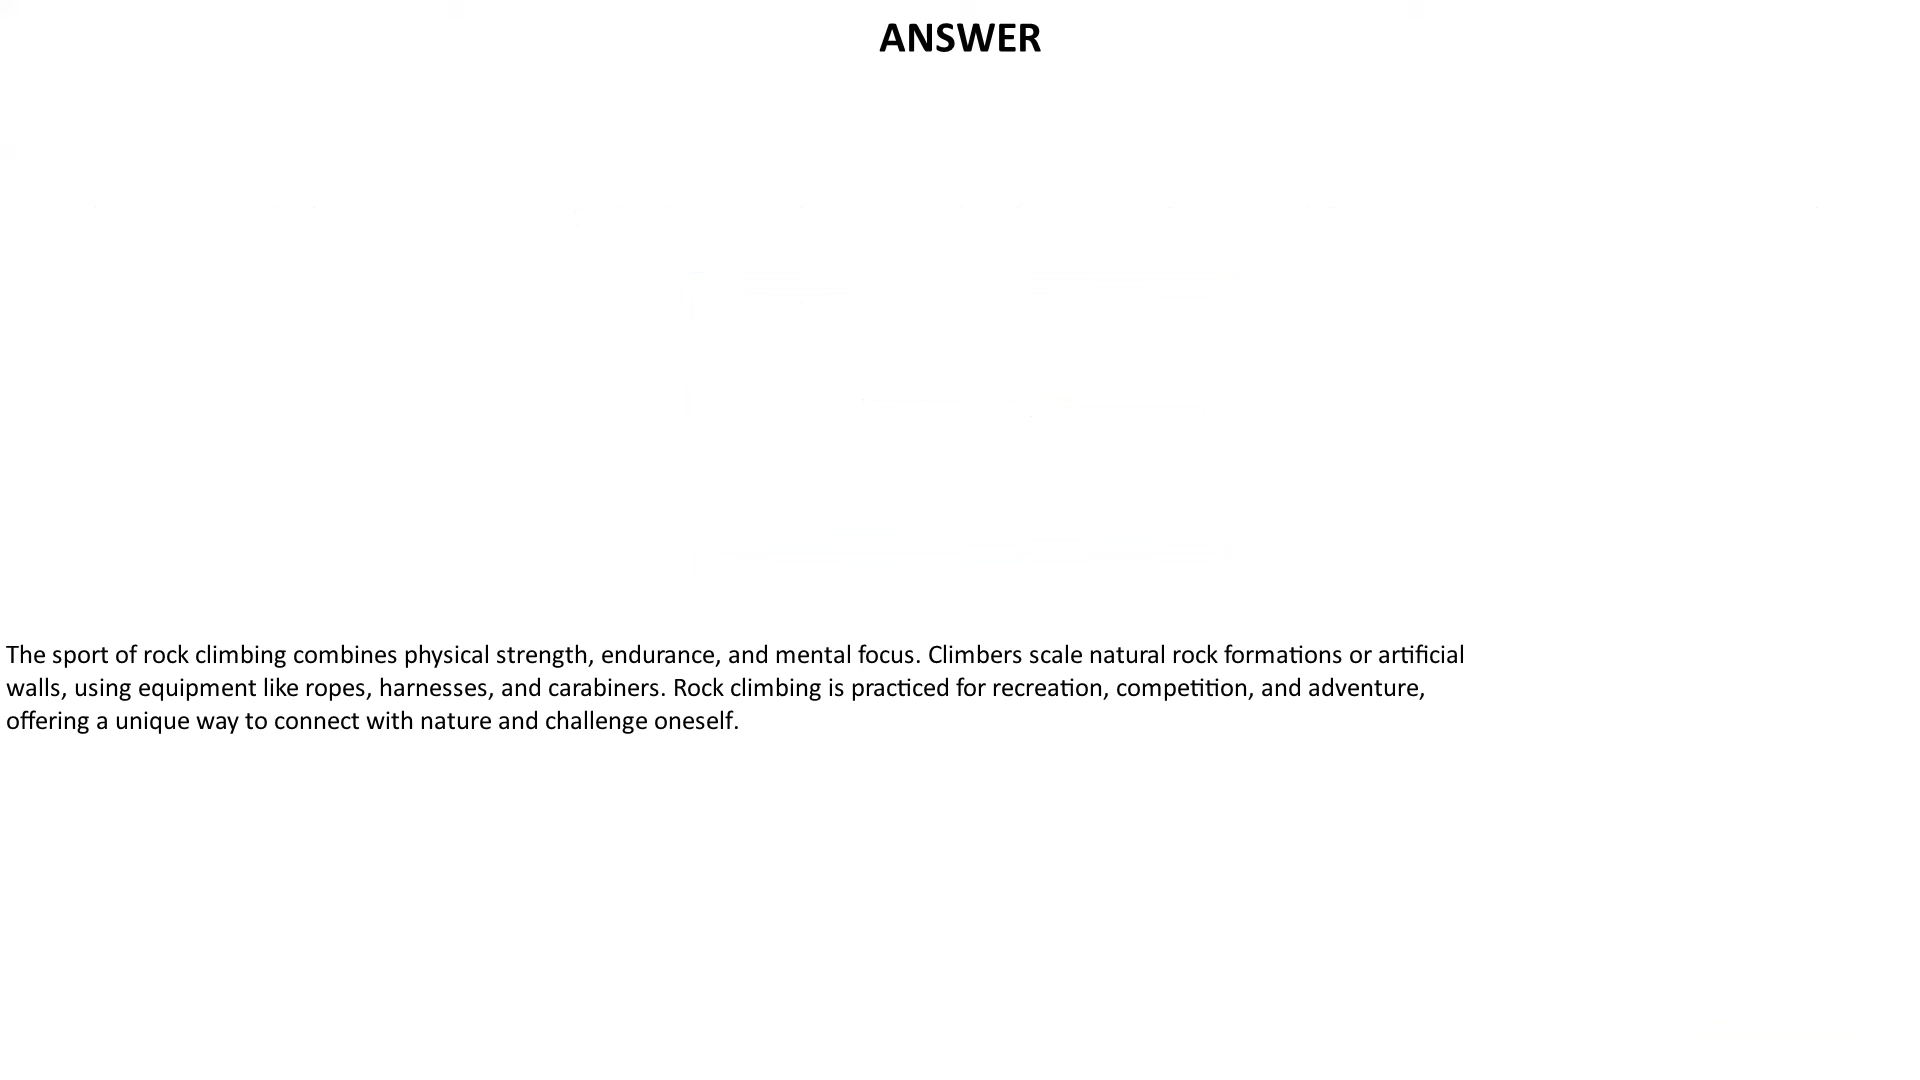 ANSWER
The sport of rock climbing combines physical strength, endurance, and mental focus. Climbers scale natural rock formations or artificial
walls, using equipment like ropes, harnesses, and carabiners. Rock climbing is practiced for recreation, competition, and adventure,
offering a unique way to connect with nature and challenge oneself.